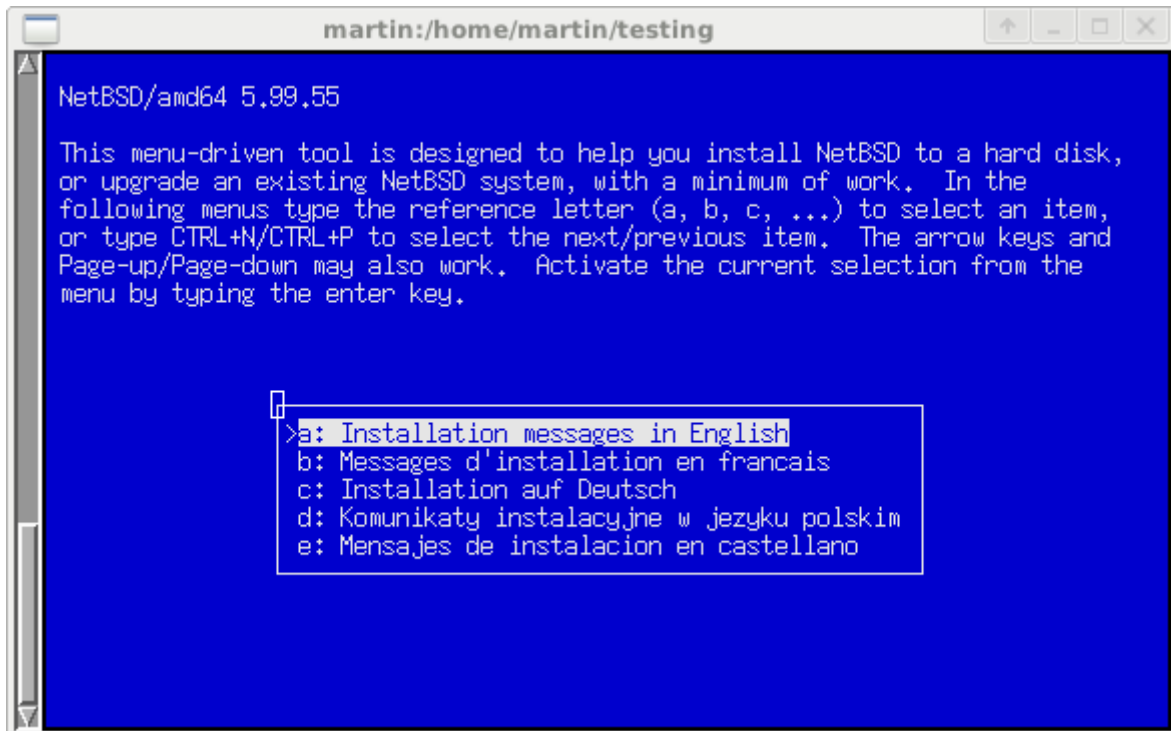 martin:/home/martin/testing
NetBSD/amd64 5.99.55
This menu-driven tool is designed to help you install NetBSD to a hard disk,
or upgrade an existing NetBSD system, with a minimum of work.  In the
following menus type the reference letter (a, b, c, ...) to select an item,
or type CTRL+N/CTRL+P to select the next/previous item.  The arrow keys and
Page-up/Page-down may also work.  Activate the current selection from the
menu by typing the enter key.
>a: Installation messages in English
b: Messages d'installation en francais
c: Installation auf Deutsch
d: Komunikaty instalacyjne w jezyku polskim
e: Mensajes de instalacion en castellano